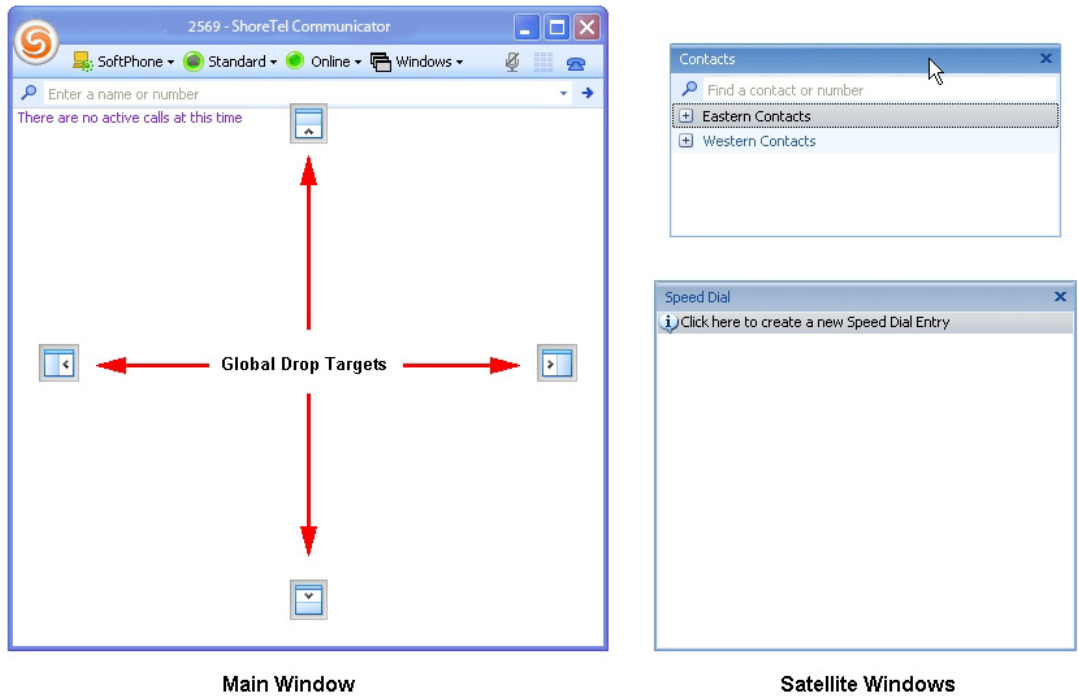 2569 - ShoreTel Communicator
SoftPhone Standard Online Windows
Enter a name or number
There are no active calls at this time
Global Drop Targets
Main Window
Contacts
Find a contact or number
Eastern Contacts
Western Contacts
Speed Dial
Click here to create a new Speed Dial Entry
Satellite Windows